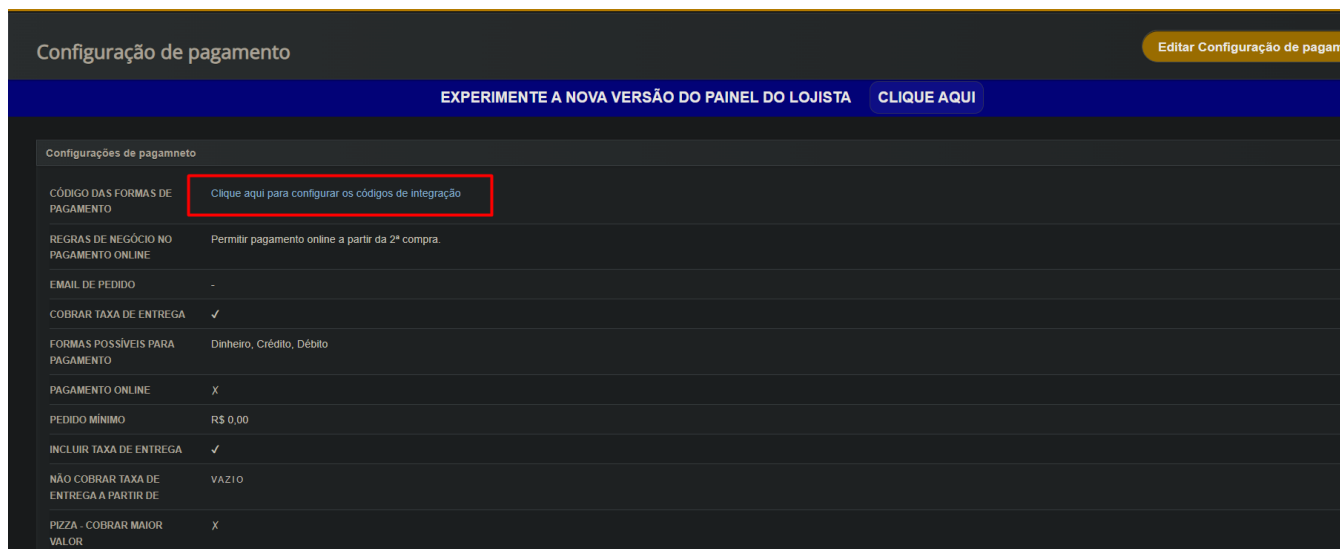 Configuração de pagamento
Editar Configuração de pagam
EXPERIMENTE A NOVA VERSÃO DO PAINEL DO LOJISTA CLIQUE AQUI
Configurações de pagamneto
CÓDIGO DAS FORMAS DE
PAGAMENTO
Clique aqui para configurar os códigos de integração
REGRAS DE NEGÓCIO NO
PAGAMENTO ONLINE
Permitir pagamento online a partir da 2ª compra.
EMAIL DE PEDIDO -
COBRAR TAXA DE ENTREGA ✓
FORMAS POSSÍVEIS PARA
PAGAMENTO
Dinheiro, Crédito, Débito
PAGAMENTO ONLINE ✗
PEDIDO MÍNIMO R$ 0,00
INCLUIR TAXA DE ENTREGA ✓
NÃO COBRAR TAXA DE
ENTREGA A PARTIR DE
VAZIO
PIZZA - COBRAR MAIOR
VALOR
✗